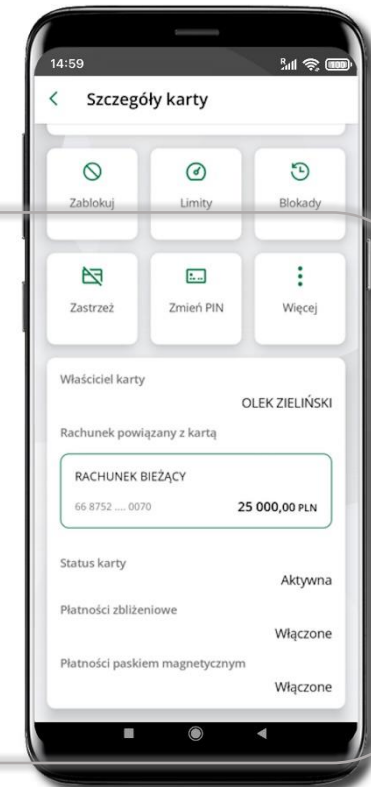 14:59
Szczegóły karty
Zablokuj
Limity
Blokady
Zastrzeż
Zmień PIN
Więcej
Właściciel karty
OLEK ZIELIŃSKI
Rachunek powiązany z kartą
RACHUNEK BIEŻĄCY
66 8752 .... 0070 25 000,00 PLN
Status karty
Aktywna
Płatności zbliżeniowe
Włączone
Płatności paskiem magnetycznym
Włączone